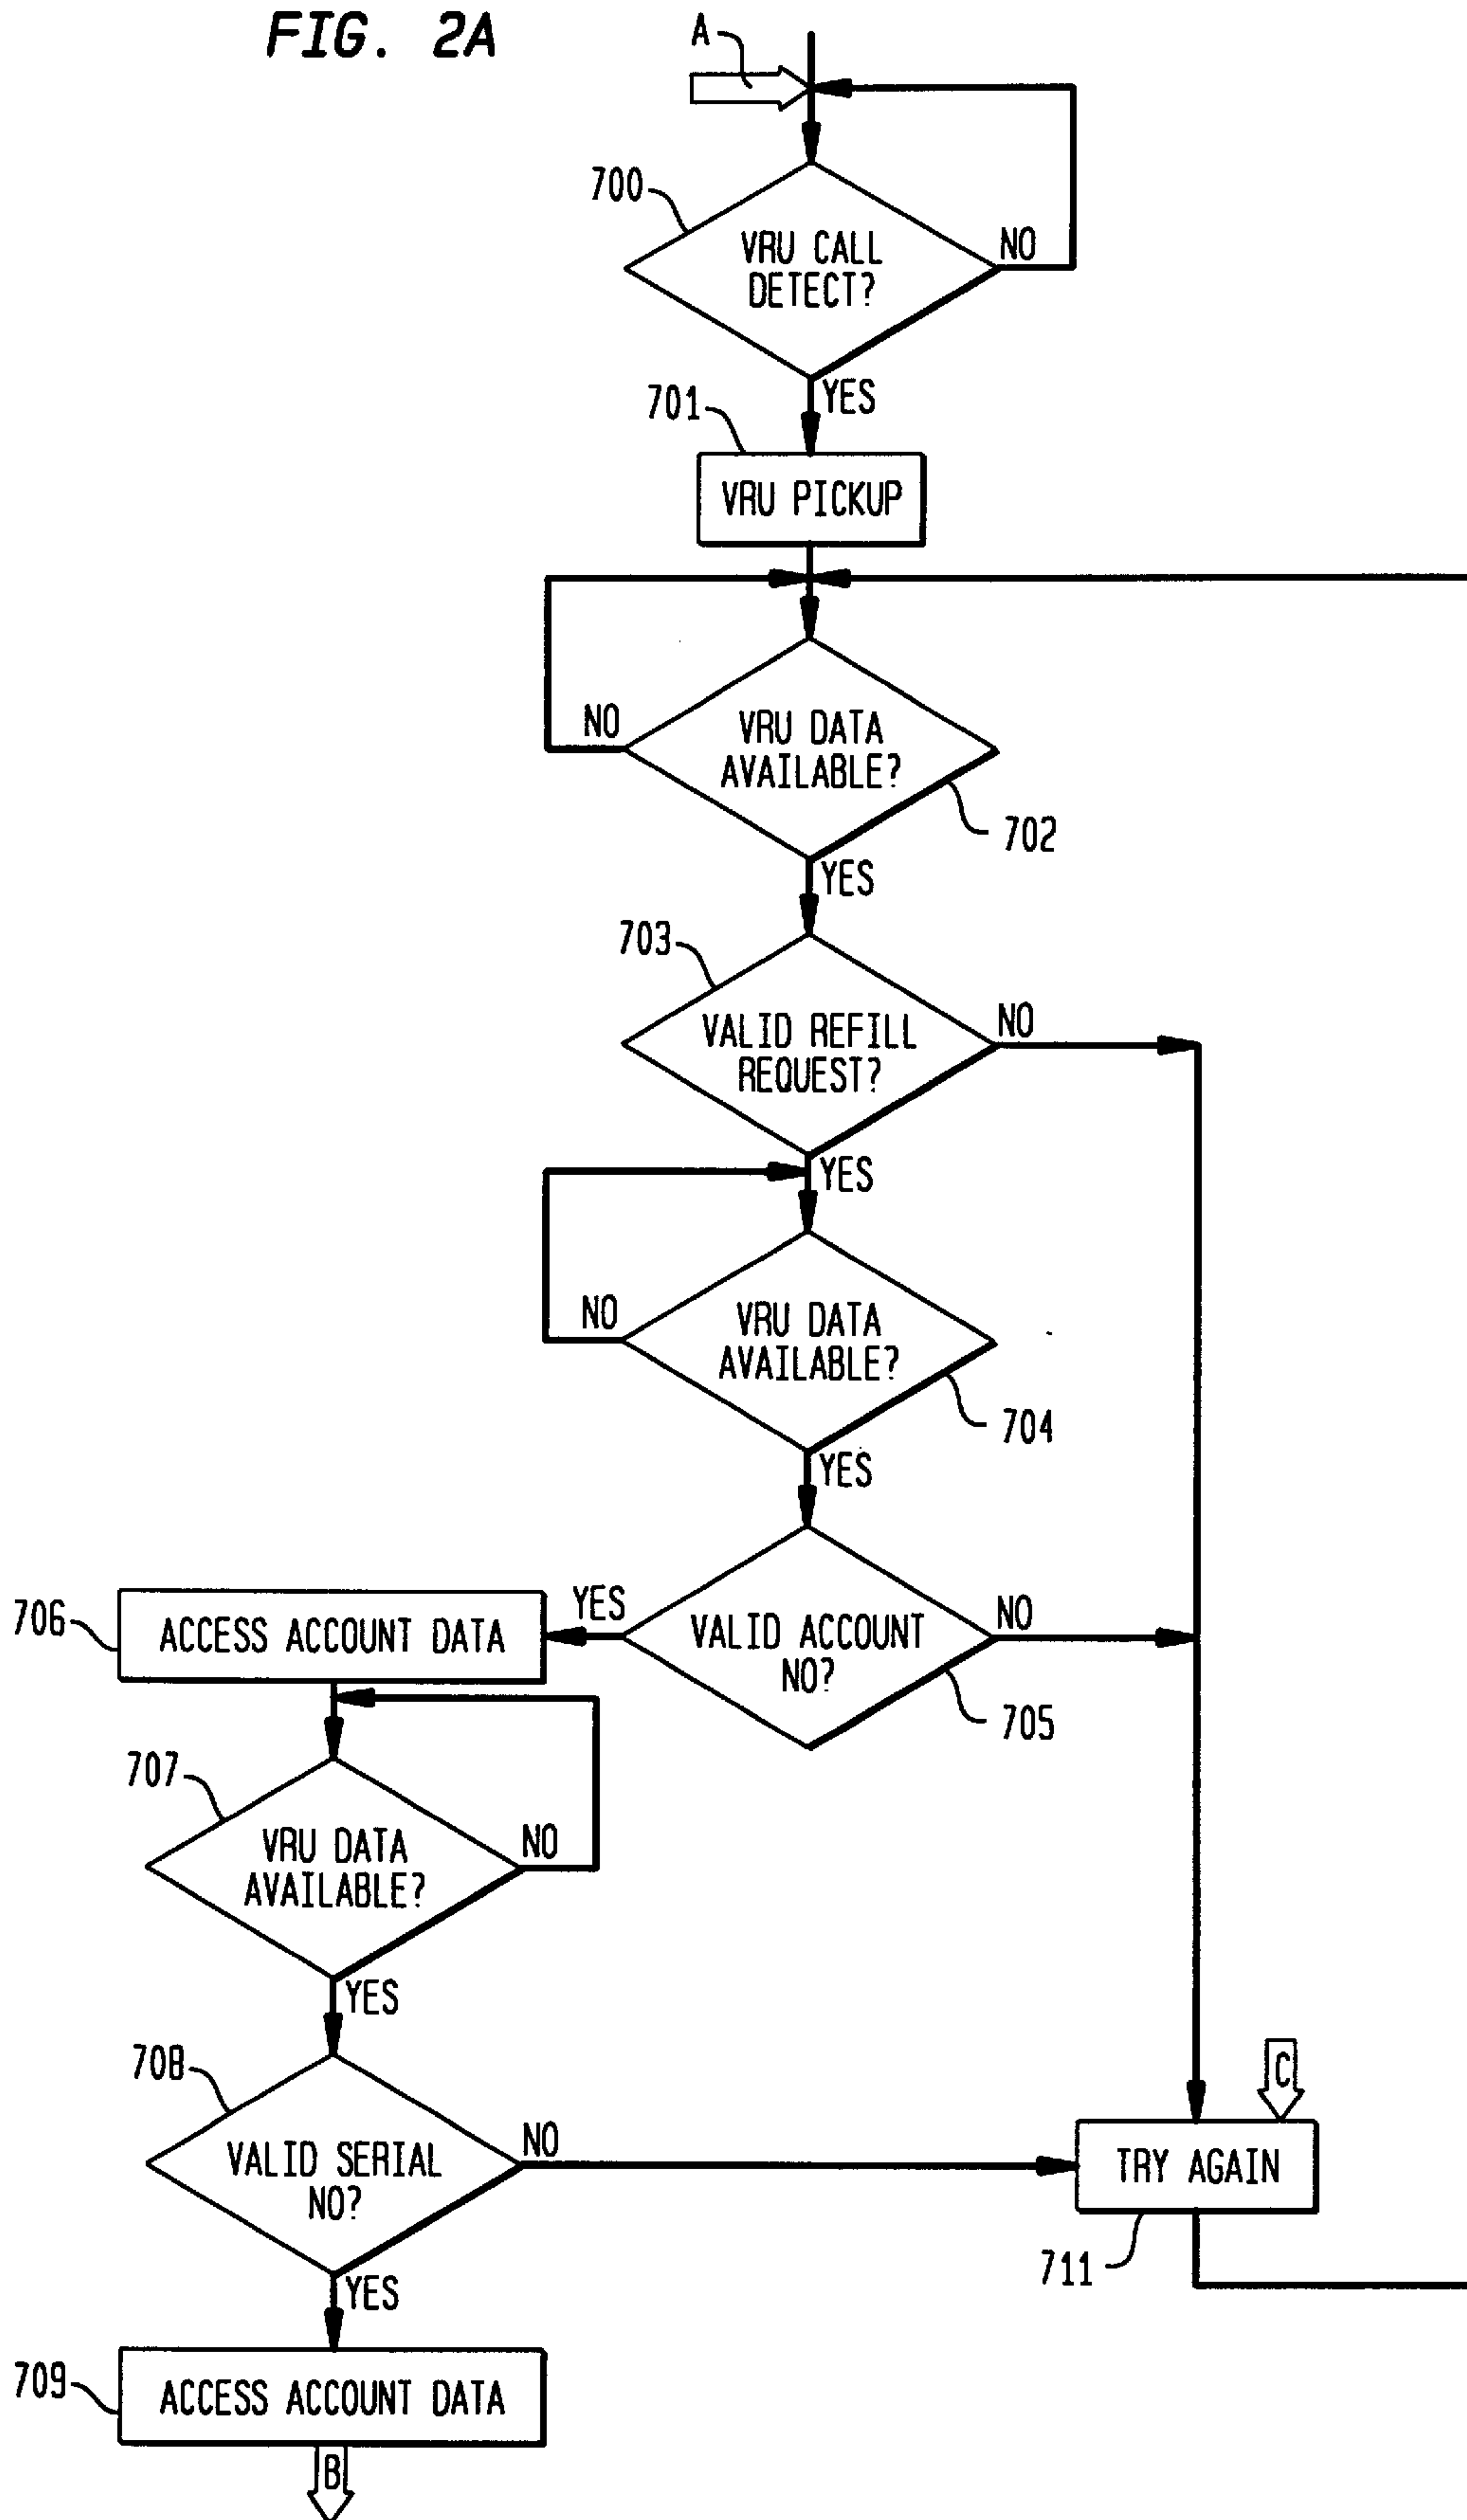 FIG. 2A
A
700
VRU CALL
DETECT?
NO
YES
701
VRU PICKUP
NO
VRU DATA
AVAILABLE?
702
YES
703
VALID REFILL
REQUEST?
NO
YES
NO
VRU DATA
AVAILABLE?
704
YES
706
ACCESS ACCOUNT DATA
YES
VALID ACCOUNT
NO?
NO
705
707
VRU DATA
AVAILABLE?
NO
YES
708
VALID SERIAL
NO?
NO
C
TRY AGAIN
711
YES
709
ACCESS ACCOUNT DATA
B